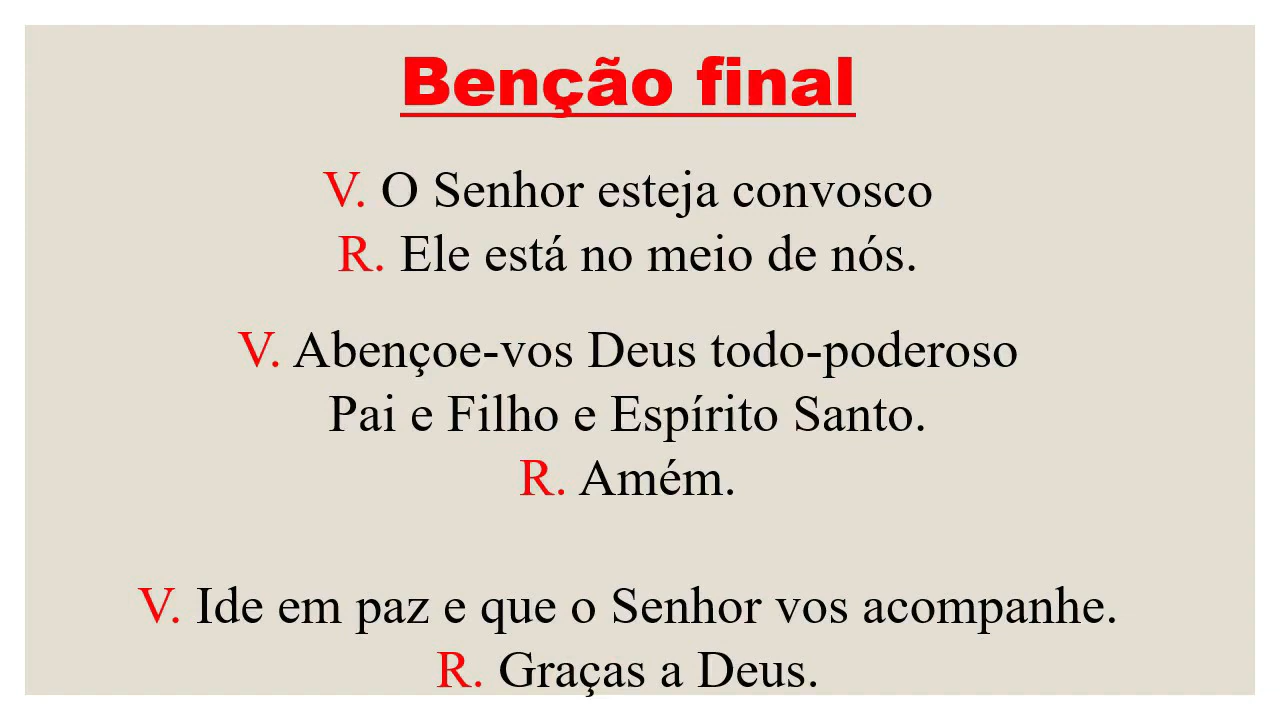 Benção final
V. O Senhor esteja convosco
R. Ele está no meio de nós.
V. Abençoe-vos Deus todo-poderoso
Pai e Filho e Espírito Santo.
R. Amém.
V. Ide em paz e que o Senhor vos acompanhe.
R. Graças a Deus.